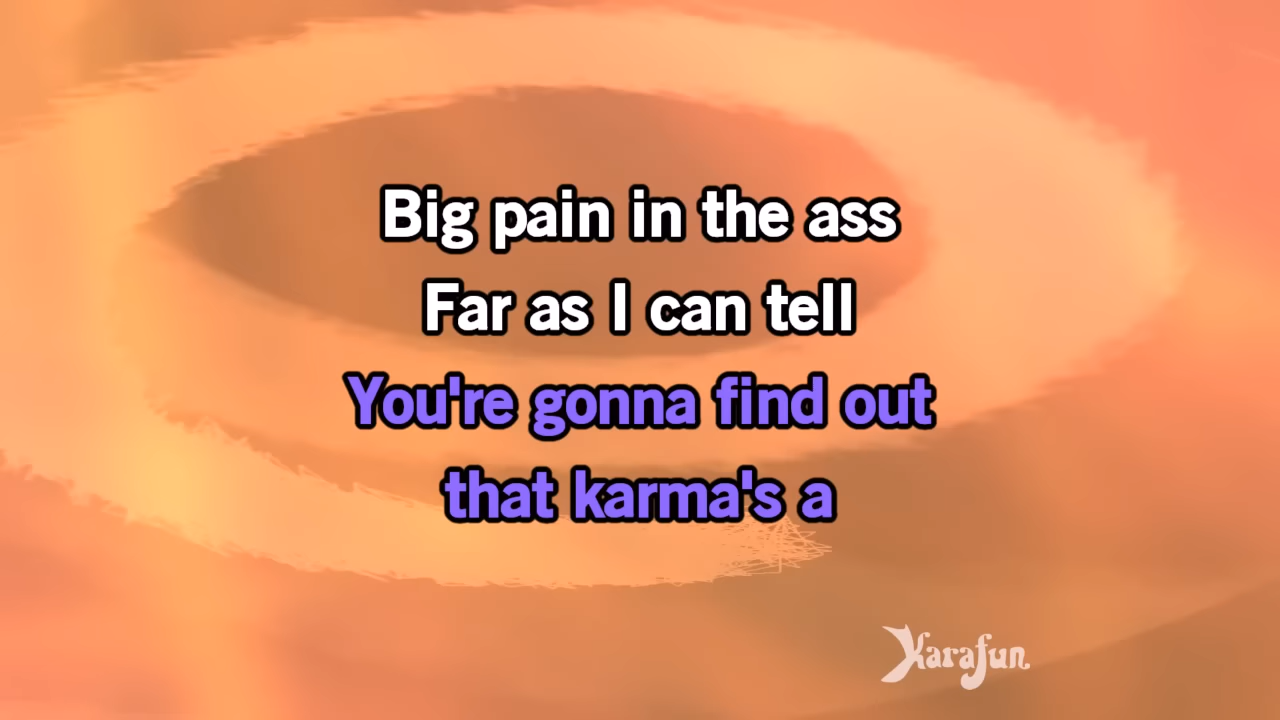 Big pain in the ass
Far as I can tell
You're gonna find out
that karma's a
Karafun